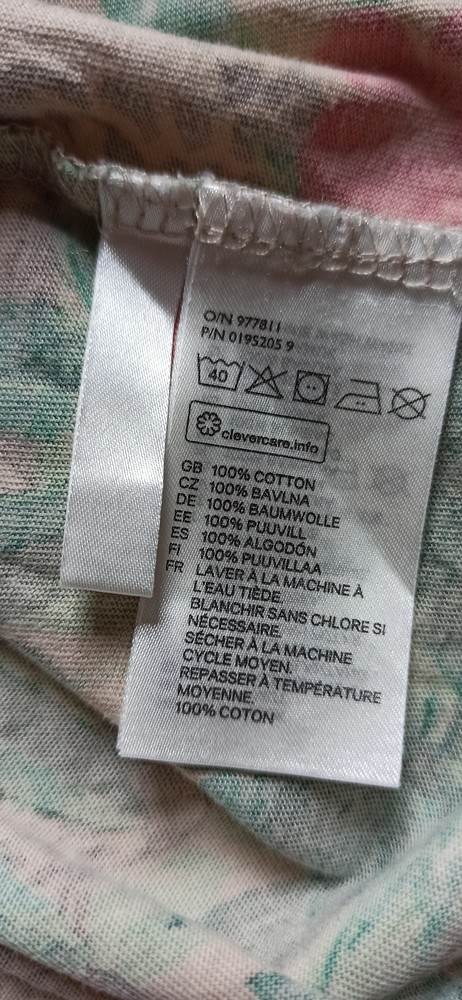 O/N 977811
P/N 0195205 9
40
clevercare.info
GB 100% COTTON
CZ 100% BAVLNA
DE 100% BAUMWOLLE
EE 100% PUUVILL
ES 100% ALGODÓN
FI 100% PUUVILLAA
FR LAVER À LA MACHINE À
L'EAU TIÈDE.
BLANCHIR SANS CHLORE SI
NÉCESSAIRE.
SÉCHER À LA MACHINE
CYCLE MOYEN.
REPASSER À TEMPÉRATURE
MOYENNE.
100% COTON